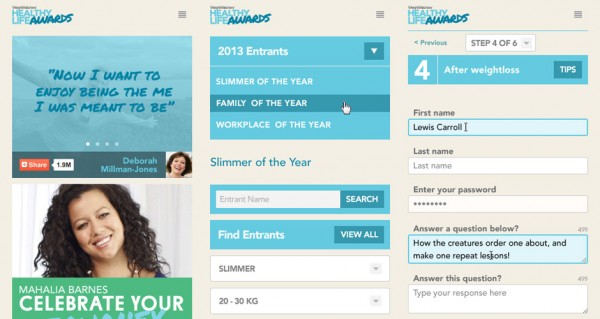 WeightWatchers
HEALTHY
LIFE AWARDS
"NOW I WANT TO
ENJOY BEING THE ME
I WAS MEANT TO BE"
Share
1.9M
Deborah
Millman-Jones
MAHALIA BARNES
CELEBRATE YOUR
WeightWatchers
HEALTHY
LIFE AWARDS
2013 Entrants
SLIMMER OF THE YEAR
FAMILY OF THE YEAR
WORKPLACE OF THE YEAR
Slimmer of the Year
Entrant Name
SEARCH
Find Entrants
VIEW ALL
SLIMMER
20 - 30 KG
WeightWatchers
HEALTHY
LIFE AWARDS
< Previous
STEP 4 OF 6
4
After weightloss
TIPS
First name
Lewis Carroll
Last name
Last name
Enter your password
Answer a question below?
499
How the creatures order one about, and
make one repeat lessons!
Answer this question?
499
Type your response here